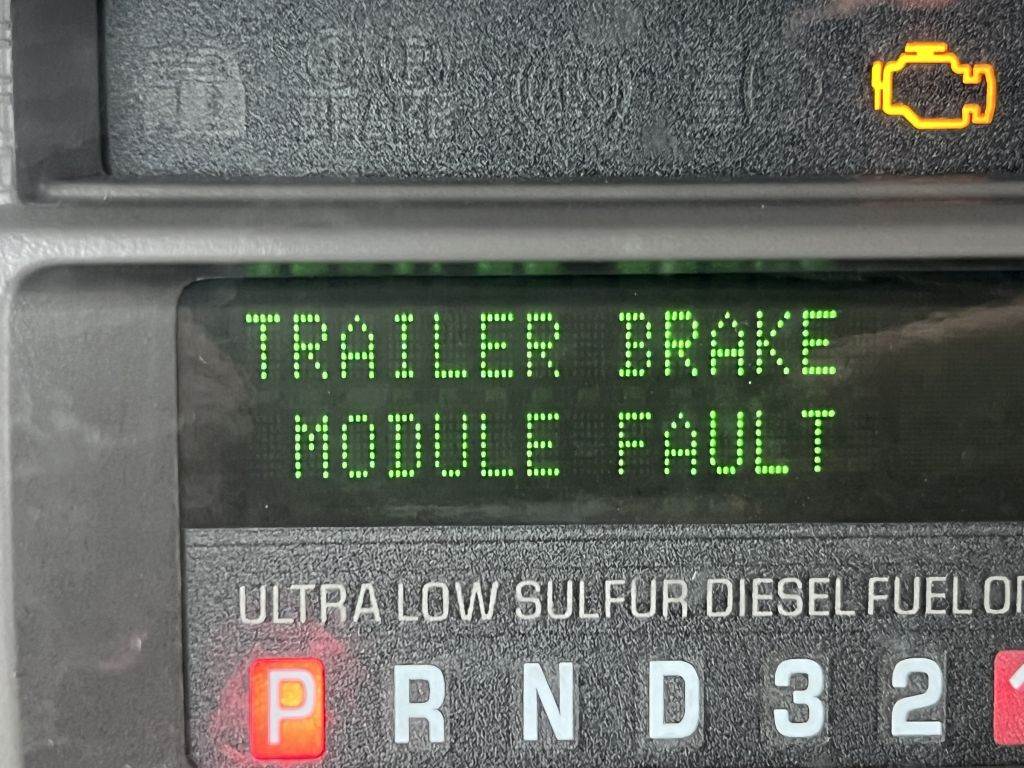 TRAILER BRAKE
MODULE FAULT
ULTRA LOW SULFUR DIESEL FUEL
P R N D 3 2